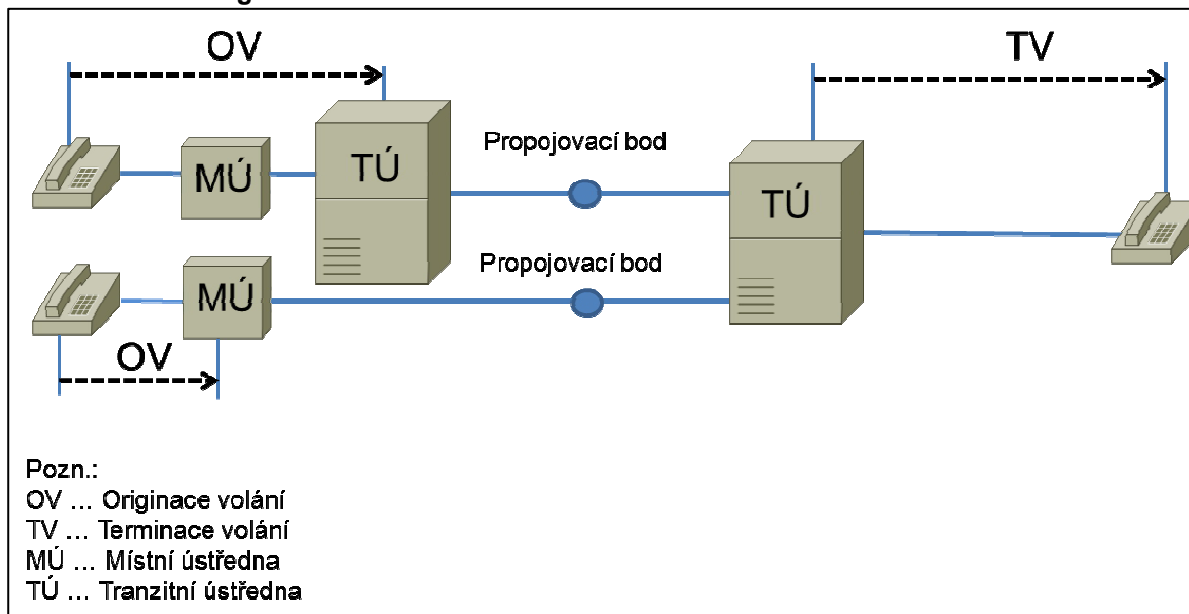 OV
TV
Propojovací bod
MÚ
TÚ
TÚ
Propojovací bod
MÚ
OV
Pozn.:
OV ... Originace volání
TV ... Terminace volání
MÚ ... Místní ústředna
TÚ ... Tranzitní ústředna